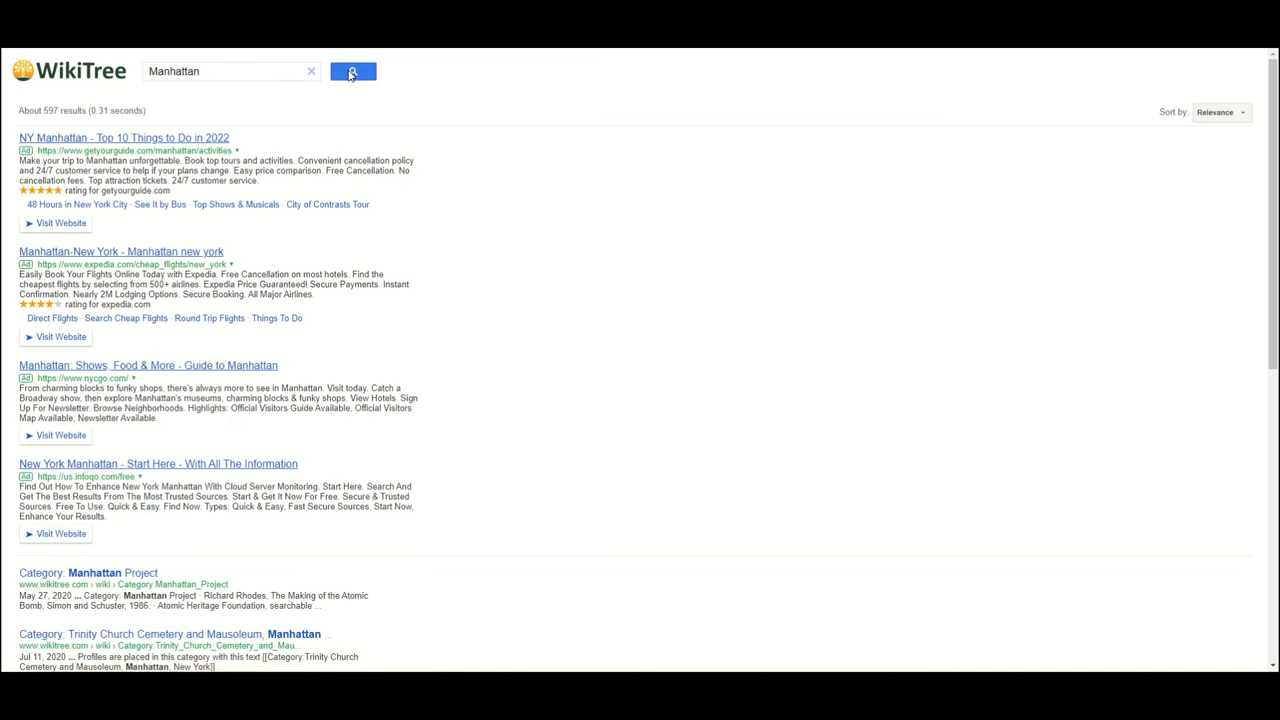 WikiTree
Manhattan
About 597 results (0.31 seconds)
Sort by: Relevance
NY Manhattan - Top 10 Things to Do in 2022
Ad https://www.getyourguide.com/manhattan/activities
Make your trip to Manhattan unforgettable. Book top tours and activities. Convenient cancellation policy
and 24/7 customer service to help if your plans change. Easy price comparison. Free Cancellation. No
cancellation fees. Top attraction tickets. 24/7 customer service.
rating for getyourguide.com
48 Hours in New York City · See It by Bus · Top Shows & Musicals · City of Contrasts Tour
Visit Website
Manhattan-New York - Manhattan new york
Ad https://www.expedia.com/cheap_flights/new_york
Easily Book Your Flights Online Today with Expedia. Free Cancellation on most hotels. Find the
cheapest flights by selecting from 500+ airlines. Expedia Price Guaranteed! Secure Payments. Instant
Confirmation. Nearly 2M Lodging Options. Secure Booking. All Major Airlines.
rating for expedia.com
Direct Flights · Search Cheap Flights · Round Trip Flights · Things To Do
Visit Website
Manhattan: Shows, Food & More - Guide to Manhattan
Ad https://www.nycgo.com/
From charming blocks to funky shops, there's always more to see in Manhattan. Visit today. Catch a
Broadway show, then explore Manhattan's museums, charming blocks & funky shops. View Hotels. Sign
Up For Newsletter. Browse Neighborhoods. Highlights: Official Visitors Guide Available, Official Visitors
Map Available, Newsletter Available.
Visit Website
New York Manhattan - Start Here - With All The Information
Ad https://us.infoqo.com/free
Find Out How To Enhance New York Manhattan With Cloud Server Monitoring. Start Here. Search And
Get The Best Results From The Most Trusted Sources. Start & Get It Now For Free. Secure & Trusted
Sources. Free To Use. Quick & Easy. Find Now. Types: Quick & Easy, Fast Secure Sources, Start Now,
Enhance Your Results.
Visit Website
Category: Manhattan Project
www.wikitree.com › wiki › Category:Manhattan_Project
May 27, 2020 ... Category: Manhattan Project · Richard Rhodes, The Making of the Atomic
Bomb, Simon and Schuster, 1986. · Atomic Heritage Foundation, searchable ...
Category: Trinity Church Cemetery and Mausoleum, Manhattan ...
www.wikitree.com › wiki › Category:Trinity_Church_Cemetery_and_Mau...
Jul 11, 2020 ... Profiles are placed in this category with this text [[Category:Trinity Church
Cemetery and Mausoleum, Manhattan, New York]]